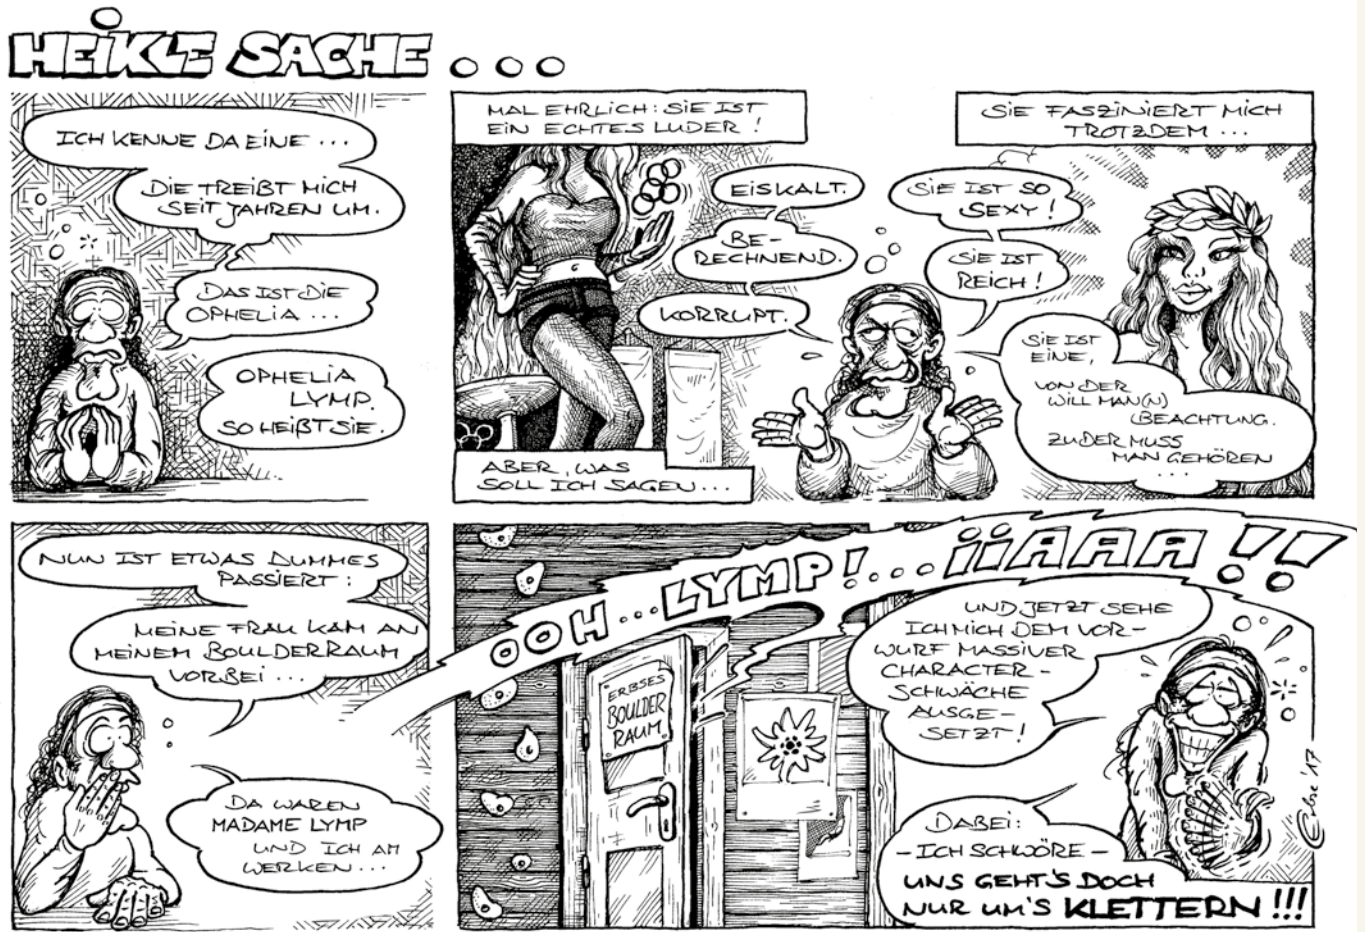 HEIKLE SACHE ...
ICH KENNE DA EINE ...
DIE TREIBT MICH
SEIT JAHREN UM.
DAS IST DIE
OPHELIA ...
OPHELIA
LYMP.
SO HEIßT SIE.
MAL EHRLICH: SIE IST
EIN ECHTES LUDER!
EISKALT.
BE-
RECHNEND.
KORRUPT.
ABER, WAS
SOLL ICH SAGEN...
SIE FASZINIERT MICH
TROTZDEM ...
SIE IST SO
SEXY!
SIE IST
REICH!
SIE IST
EINE,
VON DER
WILL MAN(N)
BEACHTUNG.
ZU DER MUSS
MAN GEHÖREN
...
NUN IST ETWAS DUMMES
PASSIERT:
MEINE FRAU KAM AN
MEINEM BOULDERRAUM
VORBEI ...
DA WAREN
MADAME LYMP
UND ICH AM
WERKEN...
OOH...LYMP!...IIAAA!!
ERBSES
BOULDER
RAUM
UND JETZT SEHE
ICH MICH DEM VOR-
WURF MASSIVER
CHARACTER-
SCHWÄCHE
AUSGE-
SETZT!
DABEI:
- ICH SCHWÖRE -
UNS GEHT'S DOCH
NUR UM'S KLETTERN!!!
Erbse '17